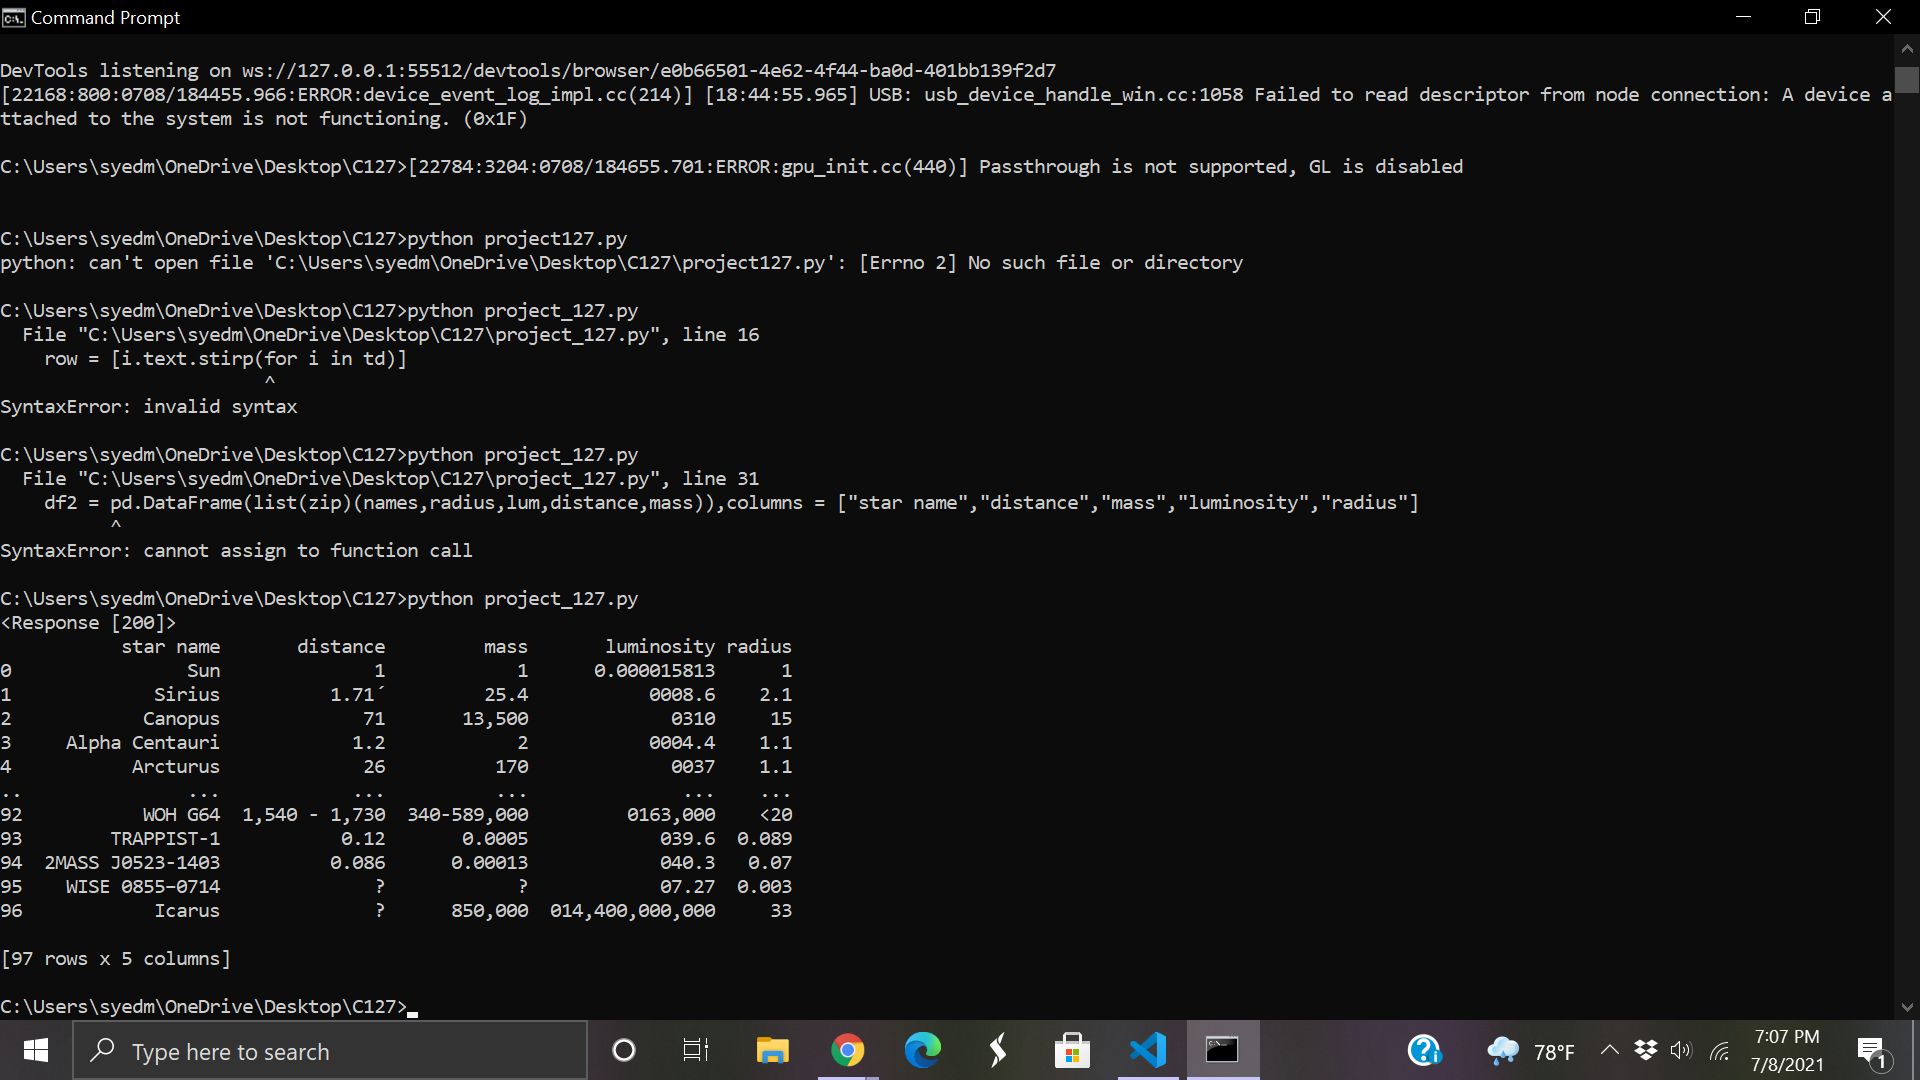 Command Prompt
DevTools listening on ws://127.0.0.1:55512/devtools/browser/e0b66501-4e62-4f44-ba0d-401bb139f2d7
[22168:800:0708/184455.966:ERROR:device_event_log_impl.cc(214)] [18:44:55.965] USB: usb_device_handle_win.cc:1058 Failed to read descriptor from node connection: A device a
ttached to the system is not functioning. (0x1F)
C:\Users\syedm\OneDrive\Desktop\C127>[22784:3204:0708/184655.701:ERROR:gpu_init.cc(440)] Passthrough is not supported, GL is disabled
C:\Users\syedm\OneDrive\Desktop\C127>python project127.py
python: can't open file 'C:\Users\syedm\OneDrive\Desktop\C127\project127.py': [Errno 2] No such file or directory
C:\Users\syedm\OneDrive\Desktop\C127>python project_127.py
  File "C:\Users\syedm\OneDrive\Desktop\C127\project_127.py", line 16
    row = [i.text.stirp(for i in td)]
                        ^
SyntaxError: invalid syntax
C:\Users\syedm\OneDrive\Desktop\C127>python project_127.py
  File "C:\Users\syedm\OneDrive\Desktop\C127\project_127.py", line 31
    df2 = pd.DataFrame(list(zip)(names,radius,lum,distance,mass)),columns = ["star name","distance","mass","luminosity","radius"]
          ^
SyntaxError: cannot assign to function call
C:\Users\syedm\OneDrive\Desktop\C127>python project_127.py
<Response [200]>
           star name       distance         mass       luminosity radius
0                Sun              1            1      0.000015813      1
1             Sirius          1.71´         25.4           0008.6    2.1
2            Canopus             71       13,500             0310     15
3     Alpha Centauri            1.2            2           0004.4    1.1
4           Arcturus             26          170             0037    1.1
..               ...            ...          ...              ...    ...
92           WOH G64  1,540 - 1,730  340-589,000        0163,000    <20
93        TRAPPIST-1           0.12       0.0005            039.6  0.089
94  2MASS J0523-1403          0.086      0.00013            040.3   0.07
95    WISE 0855–0714              ?            ?            07.27  0.003
96            Icarus              ?      850,000   014,400,000,000     33
[97 rows x 5 columns]
C:\Users\syedm\OneDrive\Desktop\C127>
Type here to search
78°F
7:07 PM
7/8/2021
1